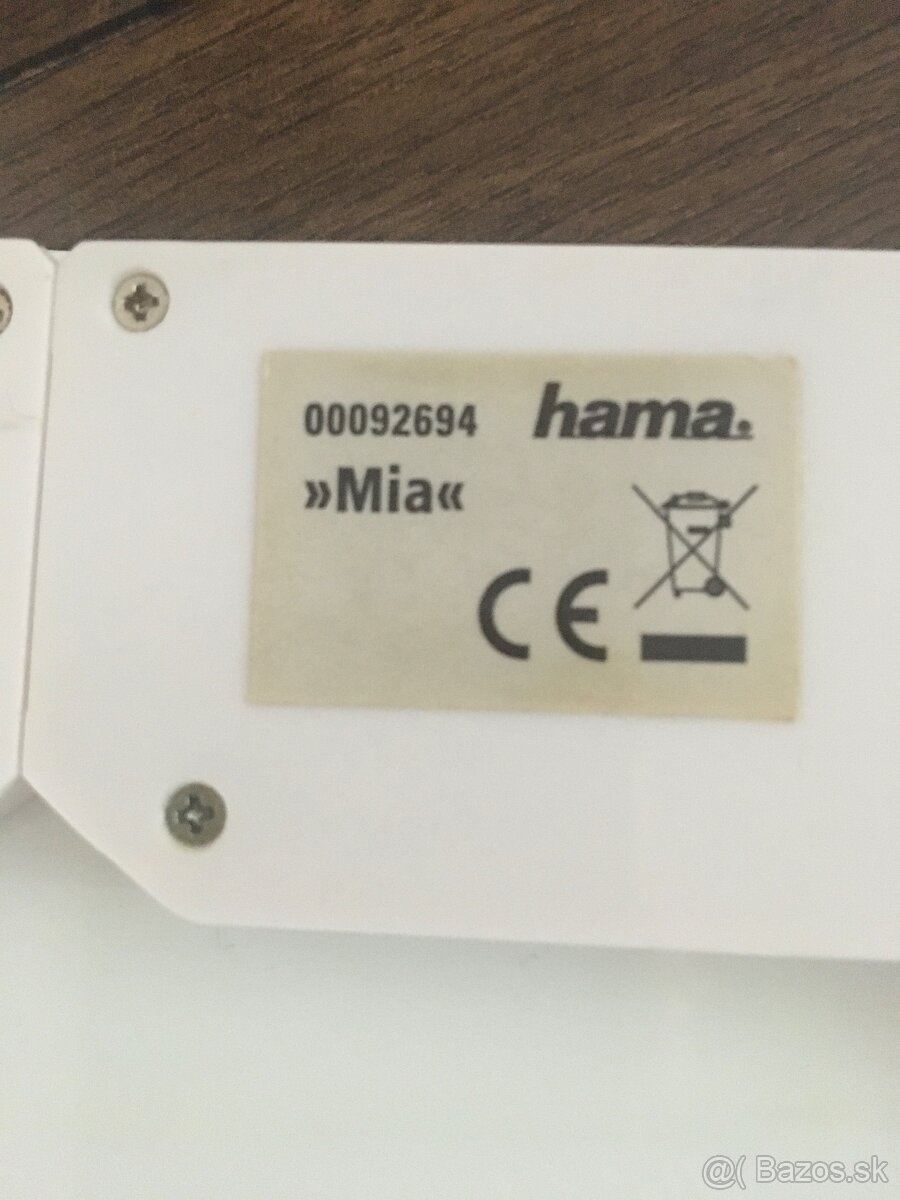 00092694 hama.
»Mia«
CE
@( Bazos.sk